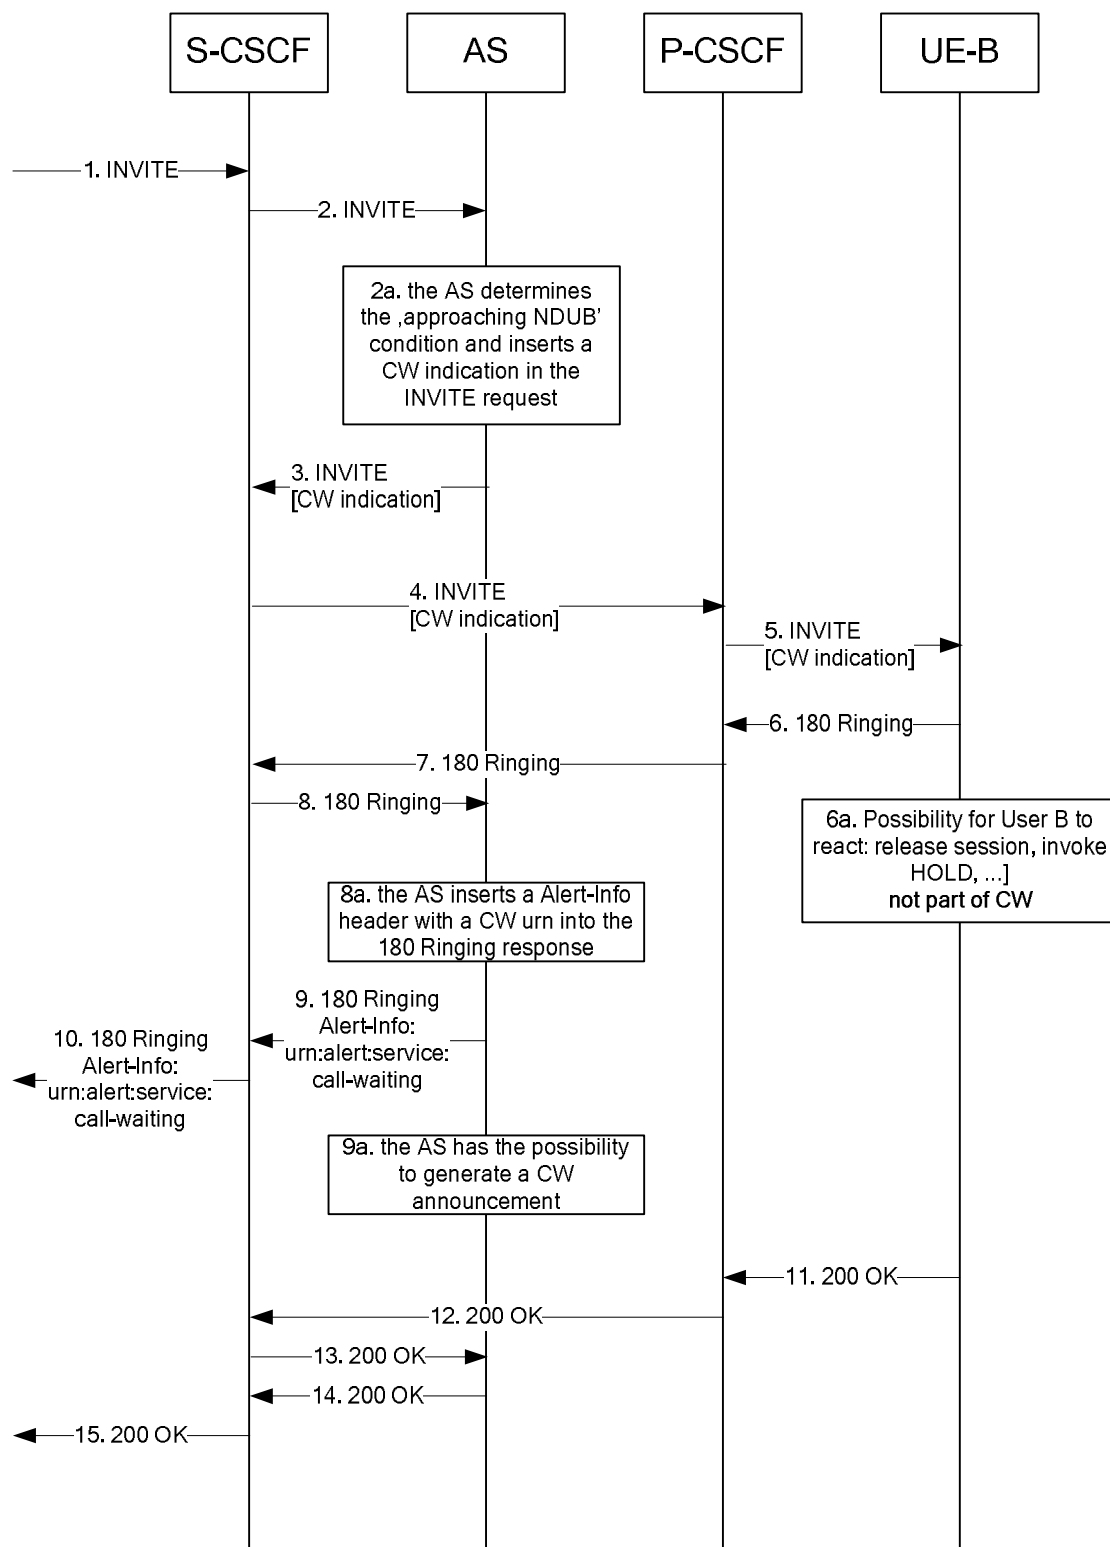 S-CSCF
AS
P-CSCF
UE-B
1. INVITE
2. INVITE
2a. the AS determines
the ‚approaching NDUB’
condition and inserts a
CW indication in the
INVITE request
3. INVITE
[CW indication]
4. INVITE
[CW indication]
5. INVITE
[CW indication]
6. 180 Ringing
7. 180 Ringing
8. 180 Ringing
6a. Possibility for User B to
react: release session, invoke
HOLD, ...]
not part of CW
8a. the AS inserts a Alert-Info
header with a CW urn into the
180 Ringing response
9. 180 Ringing
Alert-Info:
urn:alert:service:
call-waiting
10. 180 Ringing
Alert-Info:
urn:alert:service:
call-waiting
9a. the AS has the possibility
to generate a CW
announcement
11. 200 OK
12. 200 OK
13. 200 OK
14. 200 OK
15. 200 OK